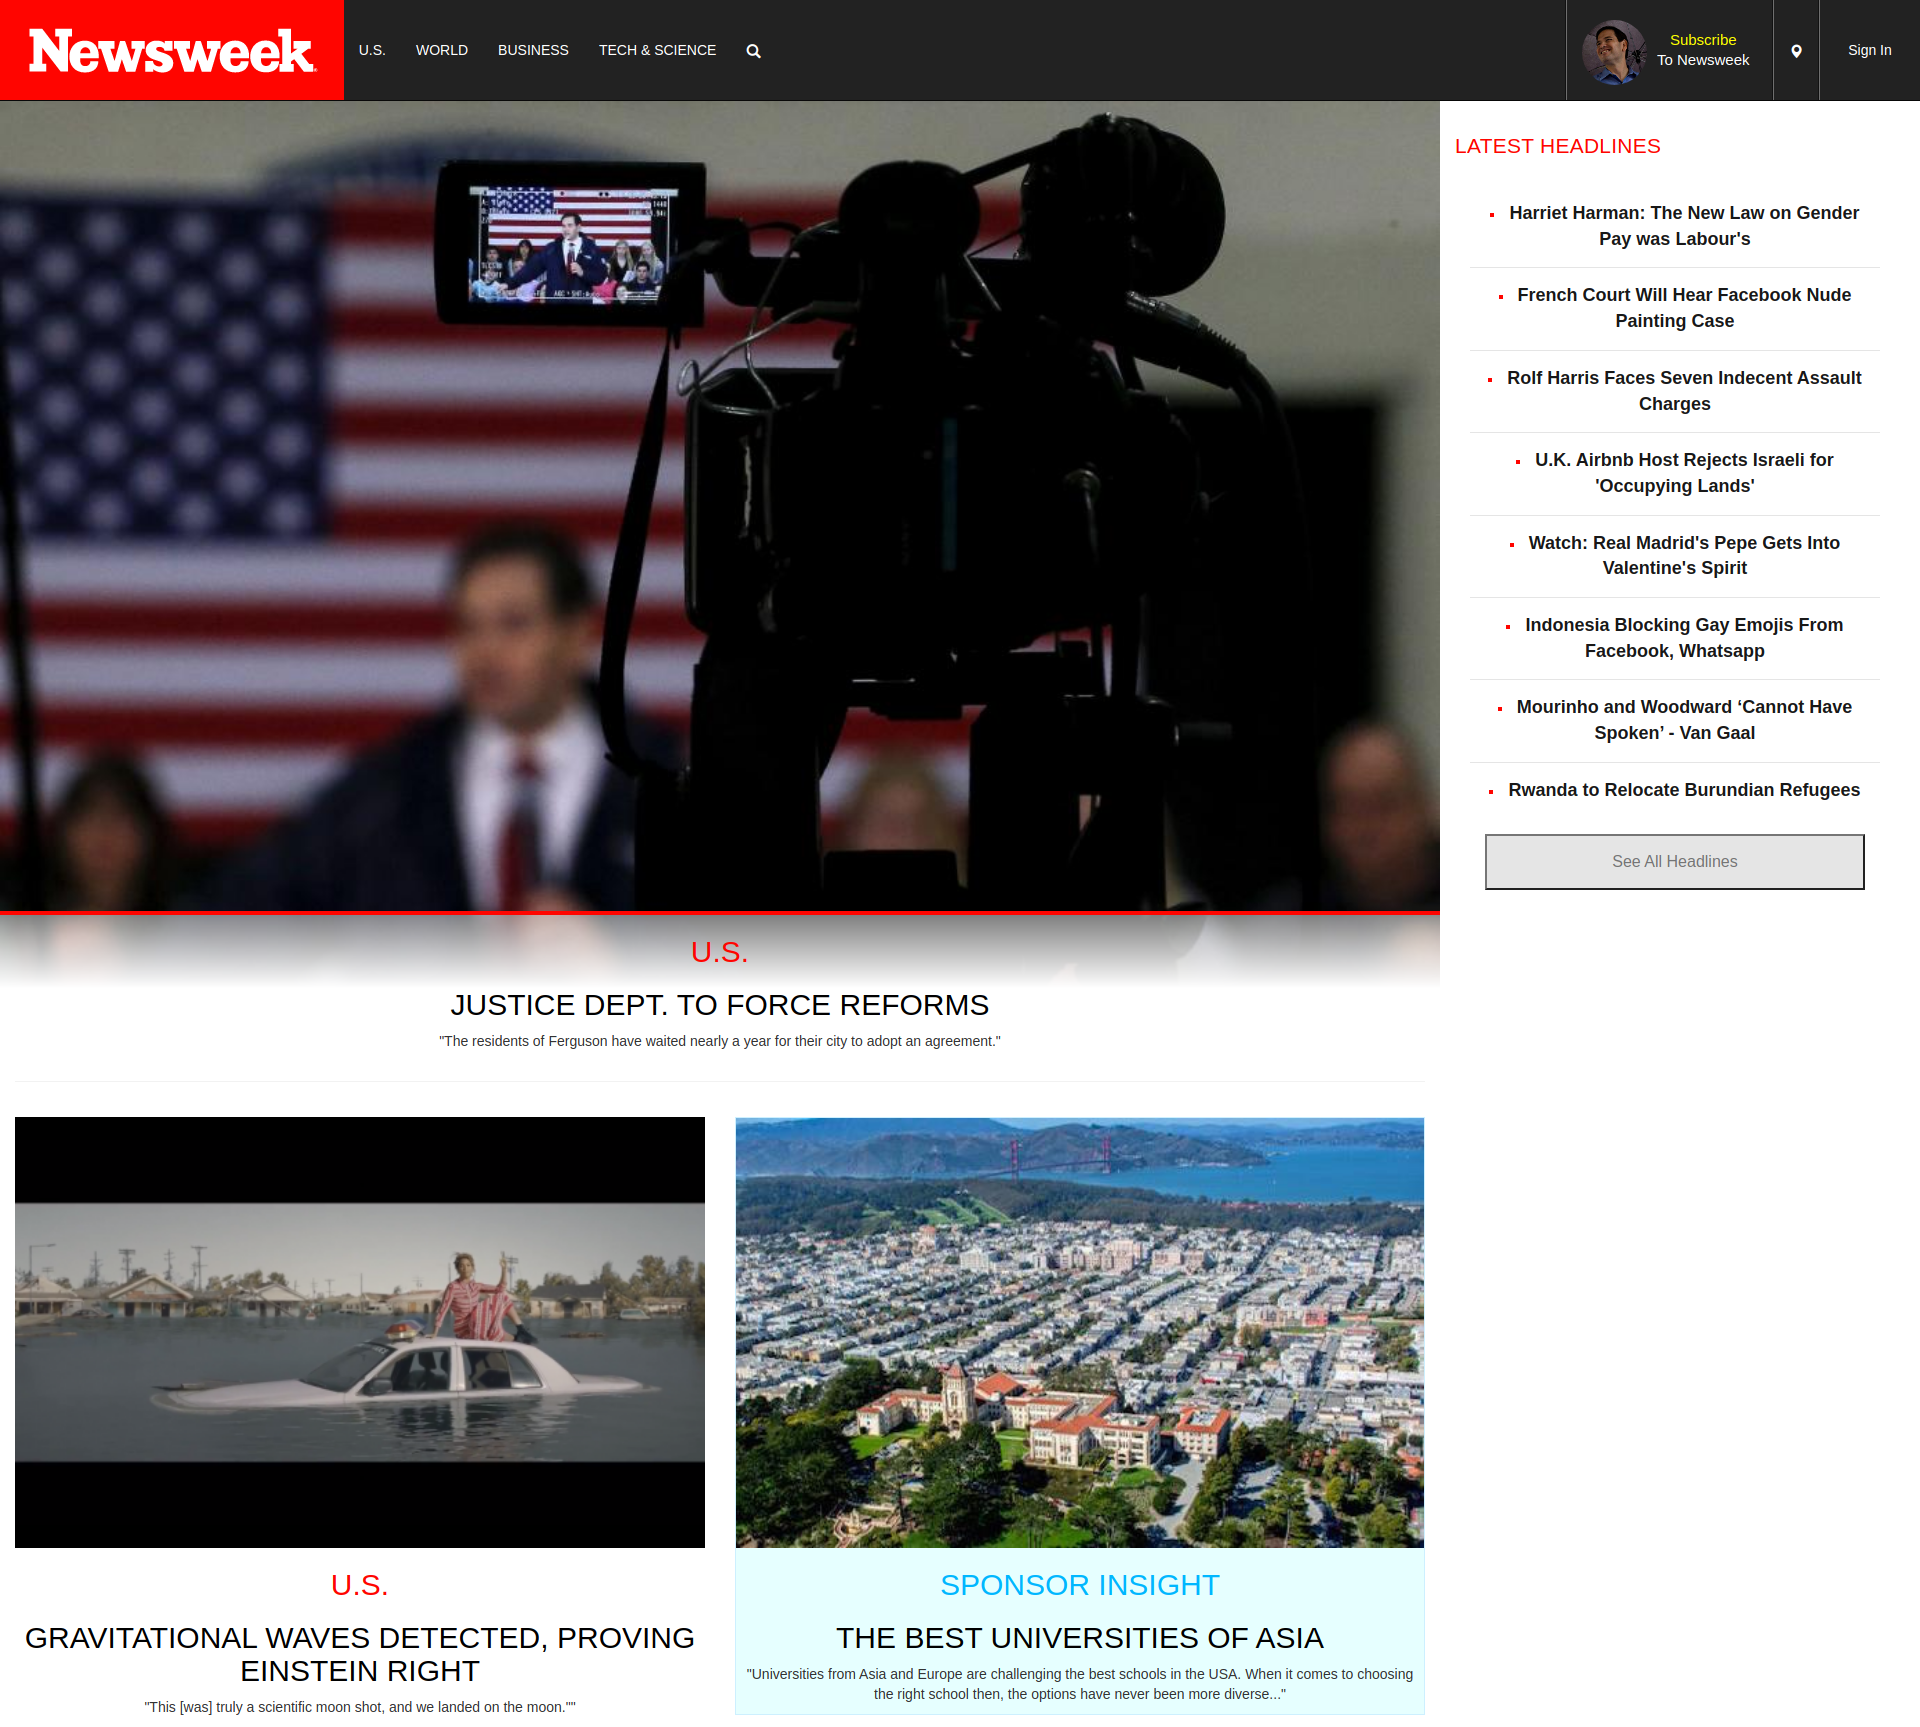 Newsweek
U.S.
WORLD
BUSINESS
TECH & SCIENCE
Subscribe
To Newsweek
Sign In
LATEST HEADLINES
Harriet Harman: The New Law on Gender
Pay was Labour's
French Court Will Hear Facebook Nude
Painting Case
Rolf Harris Faces Seven Indecent Assault
Charges
U.K. Airbnb Host Rejects Israeli for
'Occupying Lands'
Watch: Real Madrid's Pepe Gets Into
Valentine's Spirit
Indonesia Blocking Gay Emojis From
Facebook, Whatsapp
Mourinho and Woodward ‘Cannot Have
Spoken’ - Van Gaal
Rwanda to Relocate Burundian Refugees
See All Headlines
U.S.
JUSTICE DEPT. TO FORCE REFORMS
"The residents of Ferguson have waited nearly a year for their city to adopt an agreement."
U.S.
GRAVITATIONAL WAVES DETECTED, PROVING
EINSTEIN RIGHT
"This [was] truly a scientific moon shot, and we landed on the moon.""
SPONSOR INSIGHT
THE BEST UNIVERSITIES OF ASIA
"Universities from Asia and Europe are challenging the best schools in the USA. When it comes to choosing
the right school then, the options have never been more diverse..."